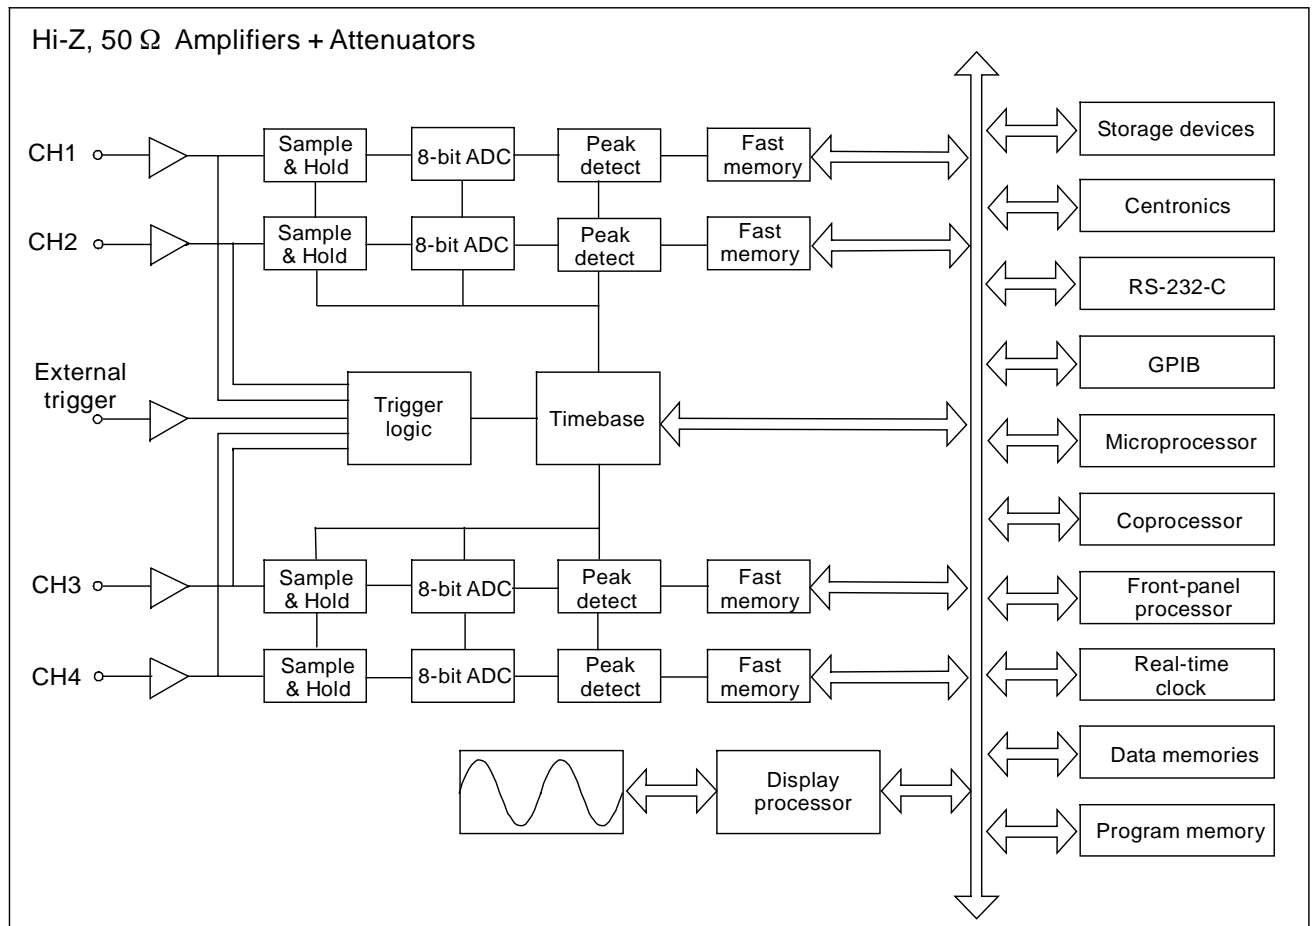 Hi-Z, 50 Ω Amplifiers + Attenuators
CH1
Sample
& Hold
8-bit ADC
Peak
detect
Fast
memory
CH2
Sample
& Hold
8-bit ADC
Peak
detect
Fast
memory
External
trigger
Trigger
logic
Timebase
CH3
Sample
& Hold
8-bit ADC
Peak
detect
Fast
memory
CH4
Sample
& Hold
8-bit ADC
Peak
detect
Fast
memory
Display
processor
Storage devices
Centronics
RS-232-C
GPIB
Microprocessor
Coprocessor
Front-panel
processor
Real-time
clock
Data memories
Program memory